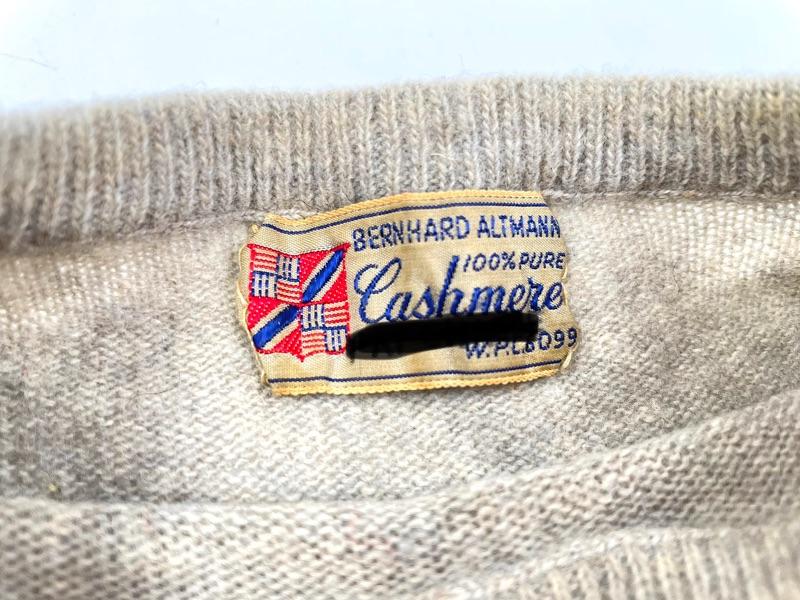 BERNHARD ALTMANN
100% PURE
Cashmere
W.P.L. 8099